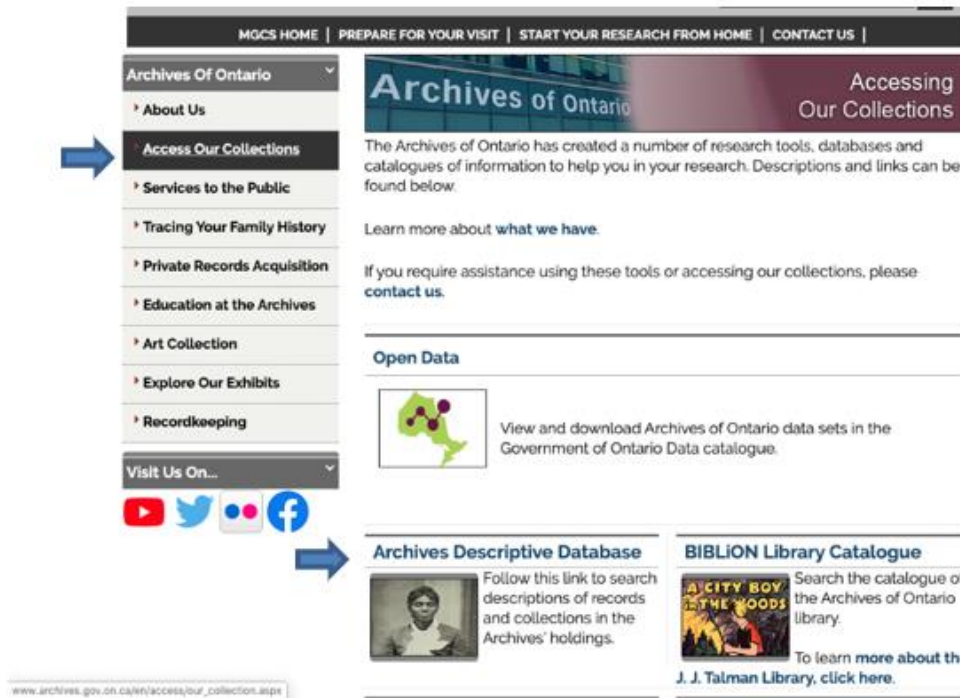 MGCS HOME | PREPARE FOR YOUR VISIT | START YOUR RESEARCH FROM HOME | CONTACT US |
Archives Of Ontario
About Us
Access Our Collections
Services to the Public
Tracing Your Family History
Private Records Acquisition
Education at the Archives
Art Collection
Explore Our Exhibits
Recordkeeping
Visit Us On...
Archives of Ontario
Accessing
Our Collections
The Archives of Ontario has created a number of research tools, databases and
catalogues of information to help you in your research. Descriptions and links can be
found below.
Learn more about what we have.
If you require assistance using these tools or accessing our collections, please
contact us.
Open Data
View and download Archives of Ontario data sets in the
Government of Ontario Data catalogue.
Archives Descriptive Database
Follow this link to search
descriptions of records
and collections in the
Archives' holdings.
BIBLiON Library Catalogue
A CITY BOY
IN THE WOODS
Search the catalogue of
the Archives of Ontario
library.
To learn more about th
J. J. Talman Library, click here.
www.archives.gov.on.ca/en/access/our_collection.aspx